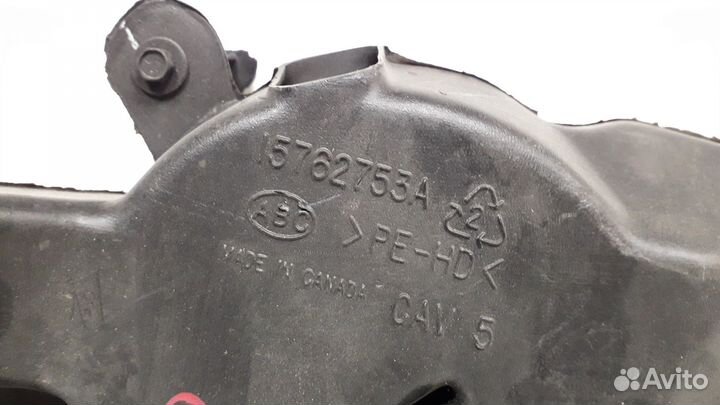 15762753A
ABC
2
>PE-HD<
MADE IN CANADA
CAV 5
Avito